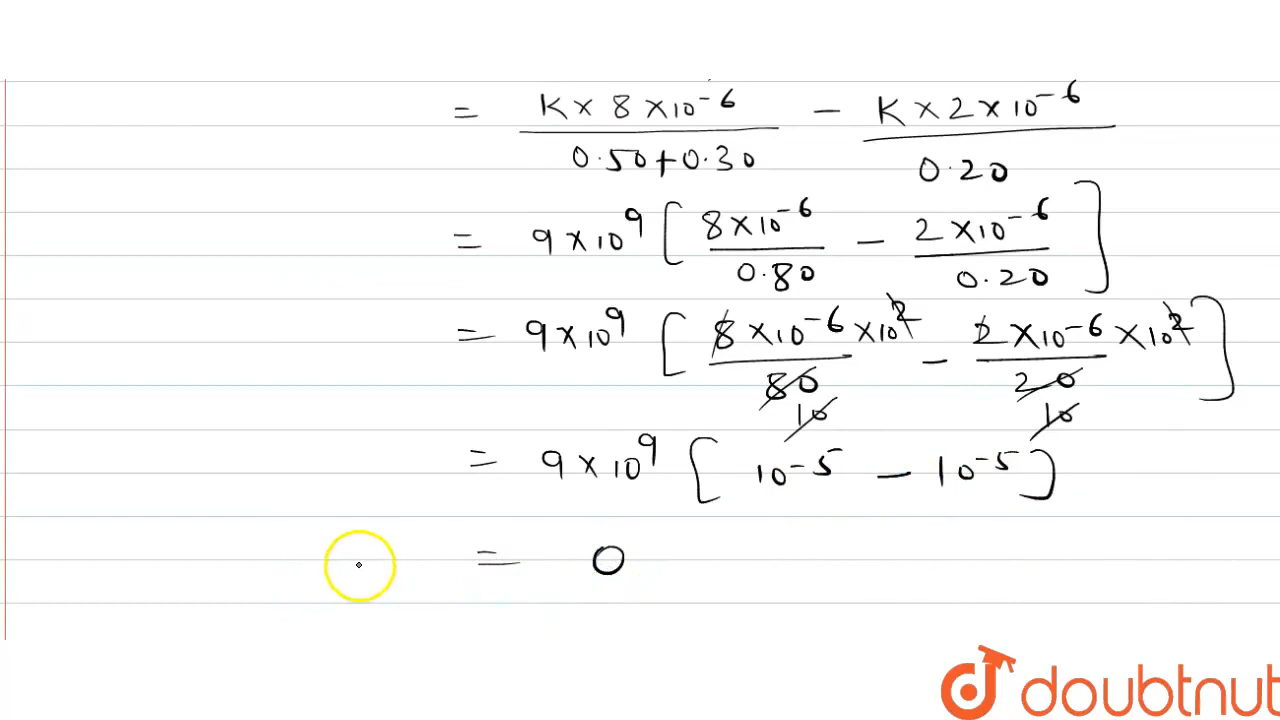 = K × 8 × 10⁻⁶ / 0.50 + 0.30 − K × 2 × 10⁻⁶ / 0.20
= 9 × 10⁹ [ 8 × 10⁻⁶ / 0.80 − 2 × 10⁻⁶ / 0.20 ]
= 9 × 10⁹ [ 8 × 10⁻⁶ × 10² / 80 10 − 2 × 10⁻⁶ × 10² / 20 10 ]
= 9 × 10⁹ [ 10⁻⁵ − 10⁻⁵ ]
= 0
doubtnut